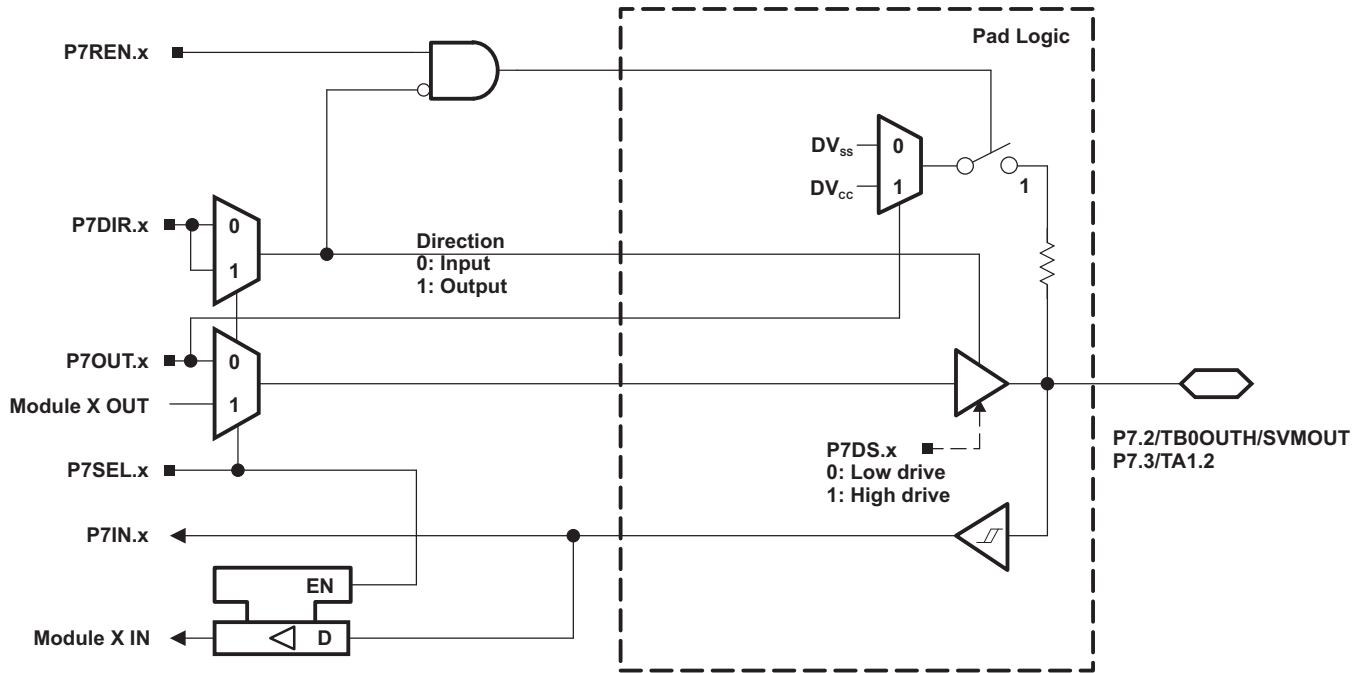 Pad Logic
P7REN.x
DVSS
0
DVCC
1
1
P7DIR.x
0
1
Direction
0: Input
1: Output
P7OUT.x
0
Module X OUT
1
P7DS.x
0: Low drive
1: High drive
P7.2/TB0OUTH/SVMOUT
P7.3/TA1.2
P7SEL.x
P7IN.x
EN
Module X IN
D